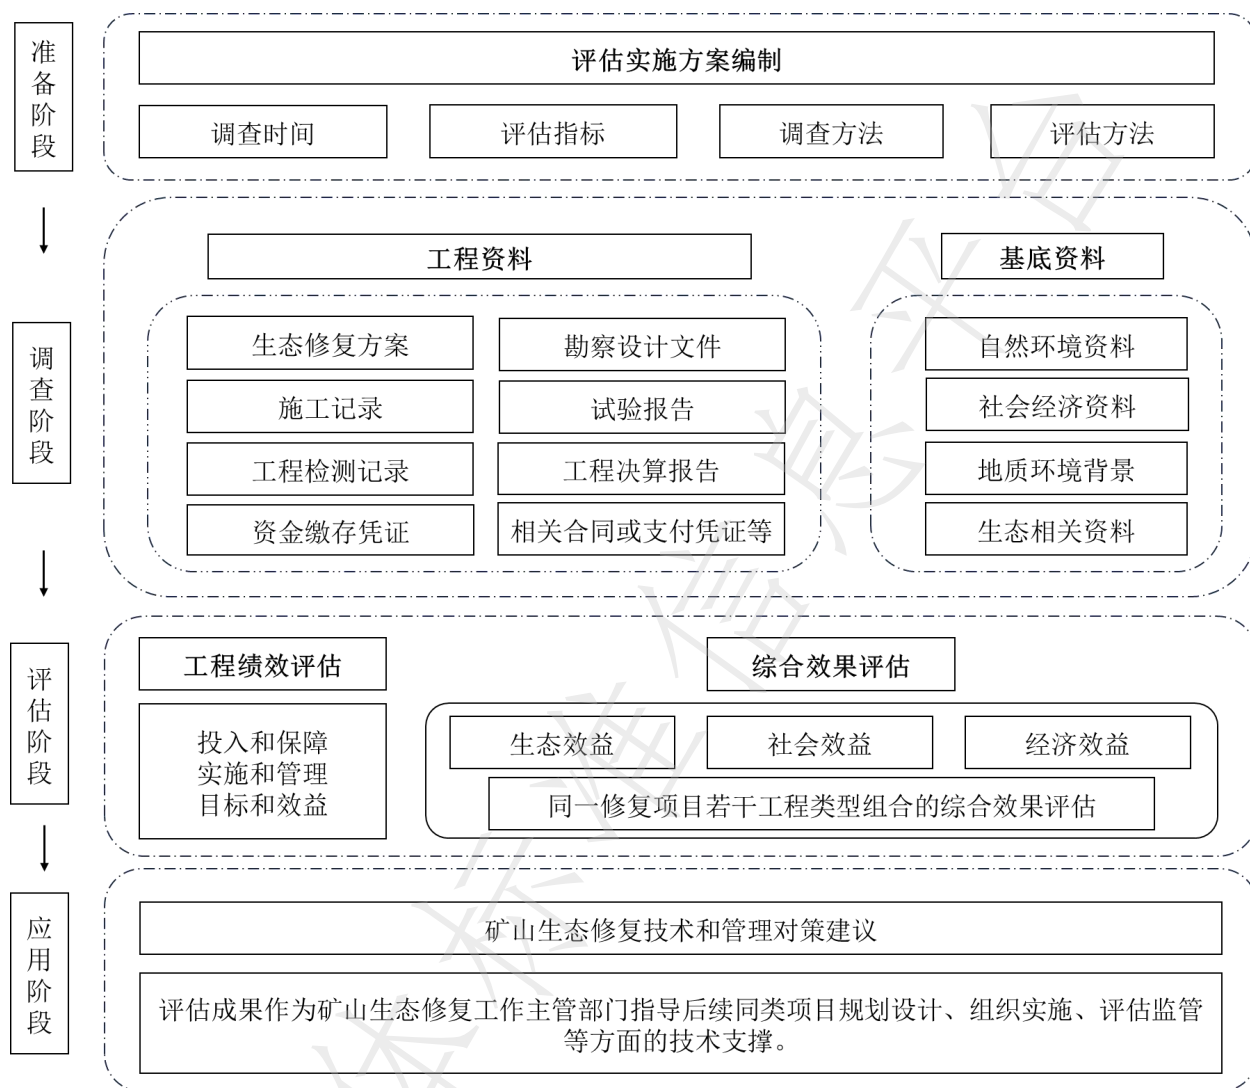 准备阶段
评估实施方案编制
调查时间
评估指标
调查方法
评估方法
调查阶段
工程资料
基底资料
生态修复方案
勘察设计文件
施工记录
试验报告
工程检测记录
工程决算报告
资金缴存凭证
相关合同或支付凭证等
自然环境资料
社会经济资料
地质环境背景
生态相关资料
评估阶段
工程绩效评估
综合效果评估
投入和保障
实施和管理
目标和效益
生态效益
社会效益
经济效益
同一修复项目若干工程类型组合的综合效果评估
应用阶段
矿山生态修复技术和管理对策建议
评估成果作为矿山生态修复工作主管部门指导后续同类项目规划设计、组织实施、评估监管
等方面的技术支撑。
体标准信息平台